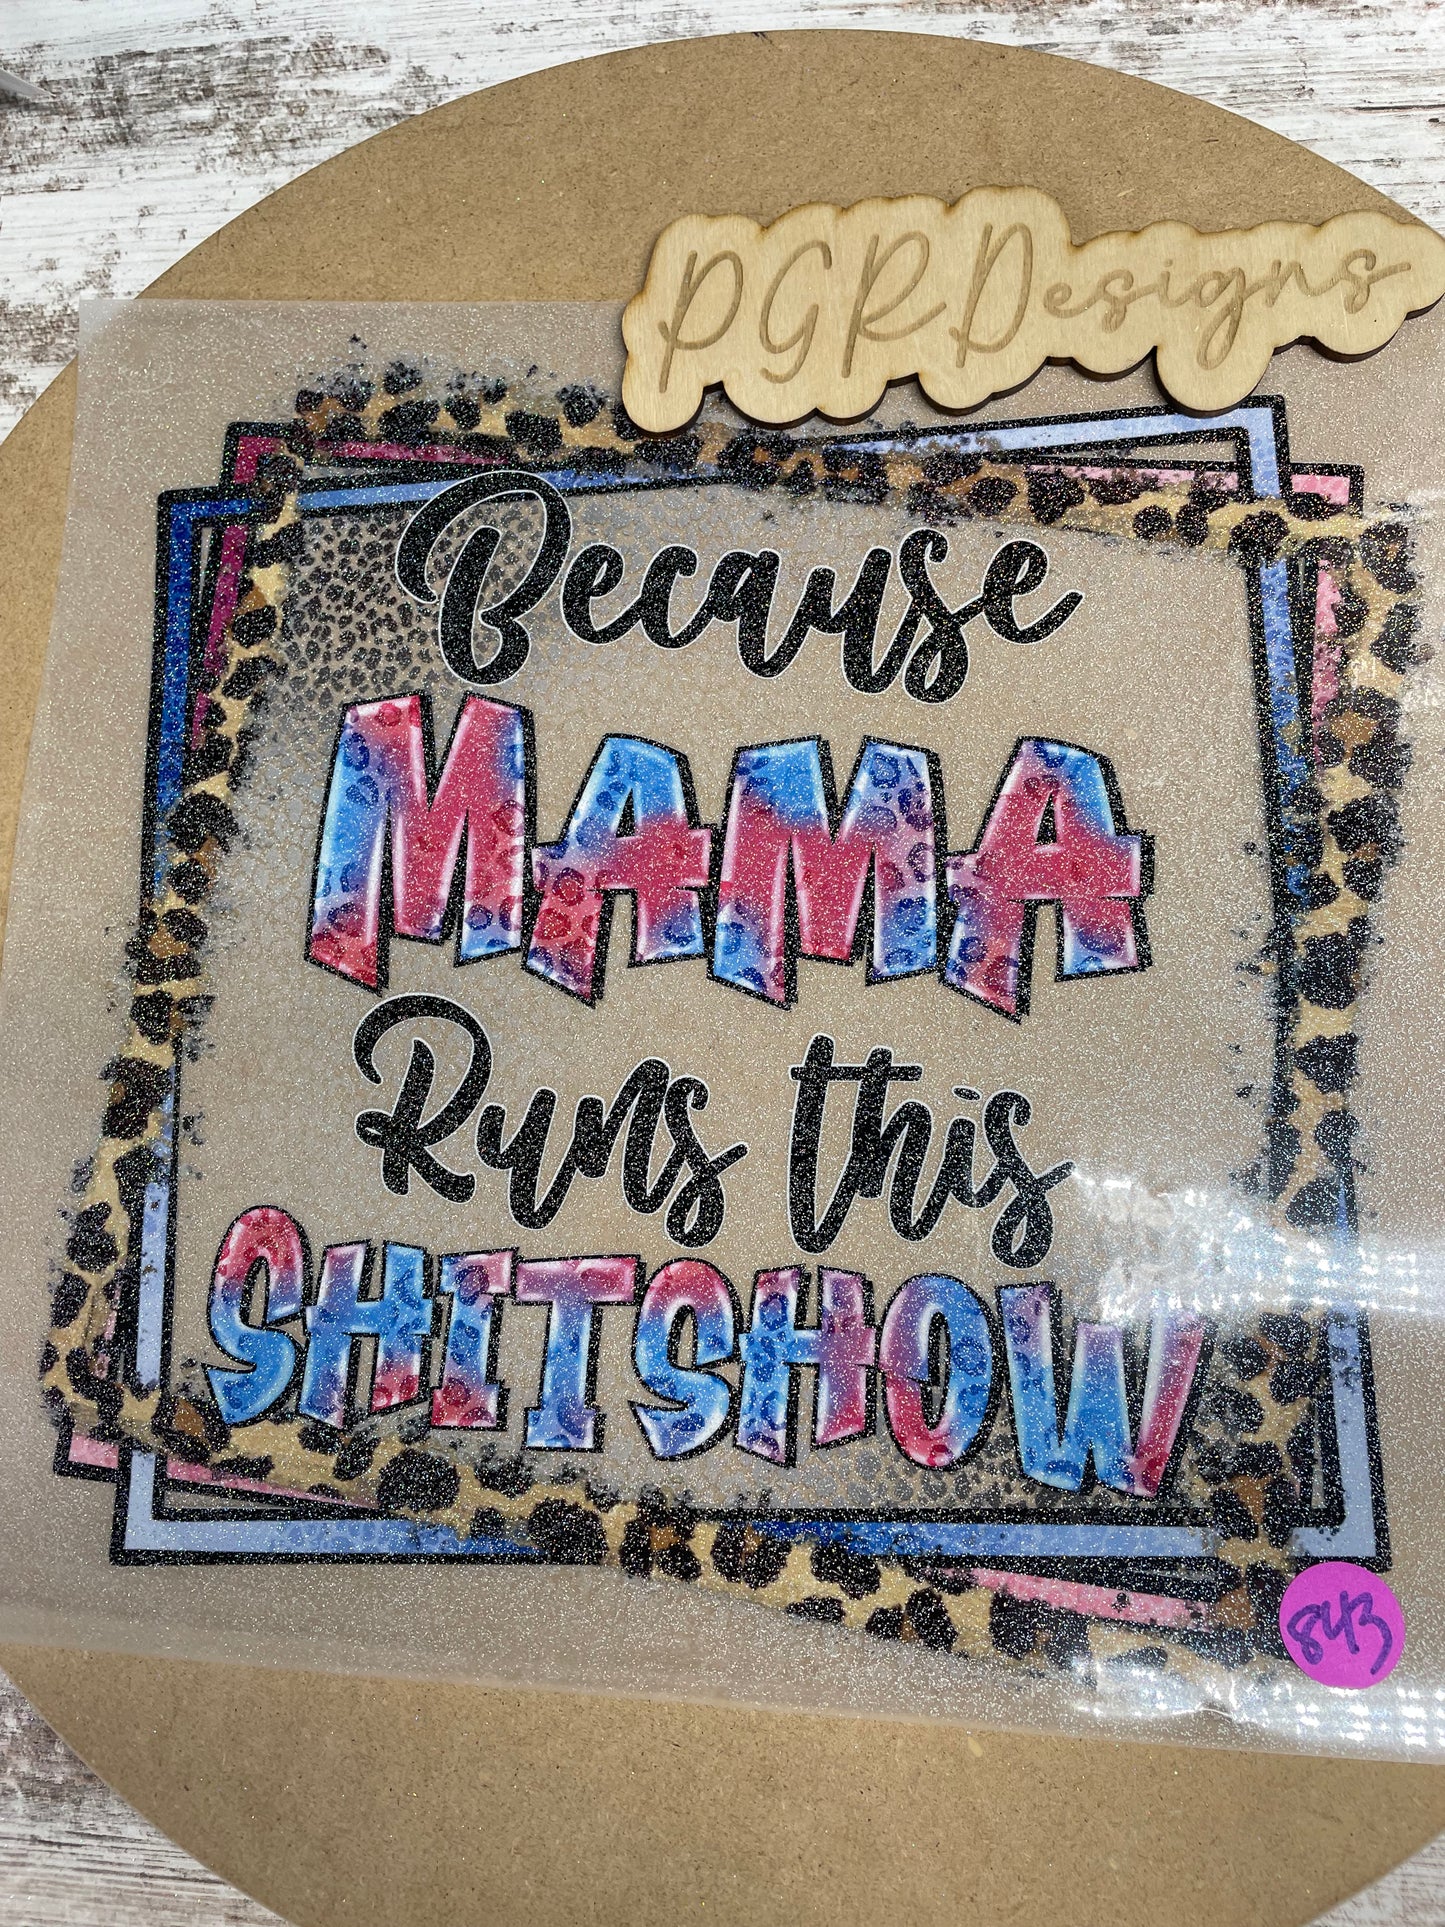 PGRDesigns
Because
MAMA
Runs this
SHITSHOW
843